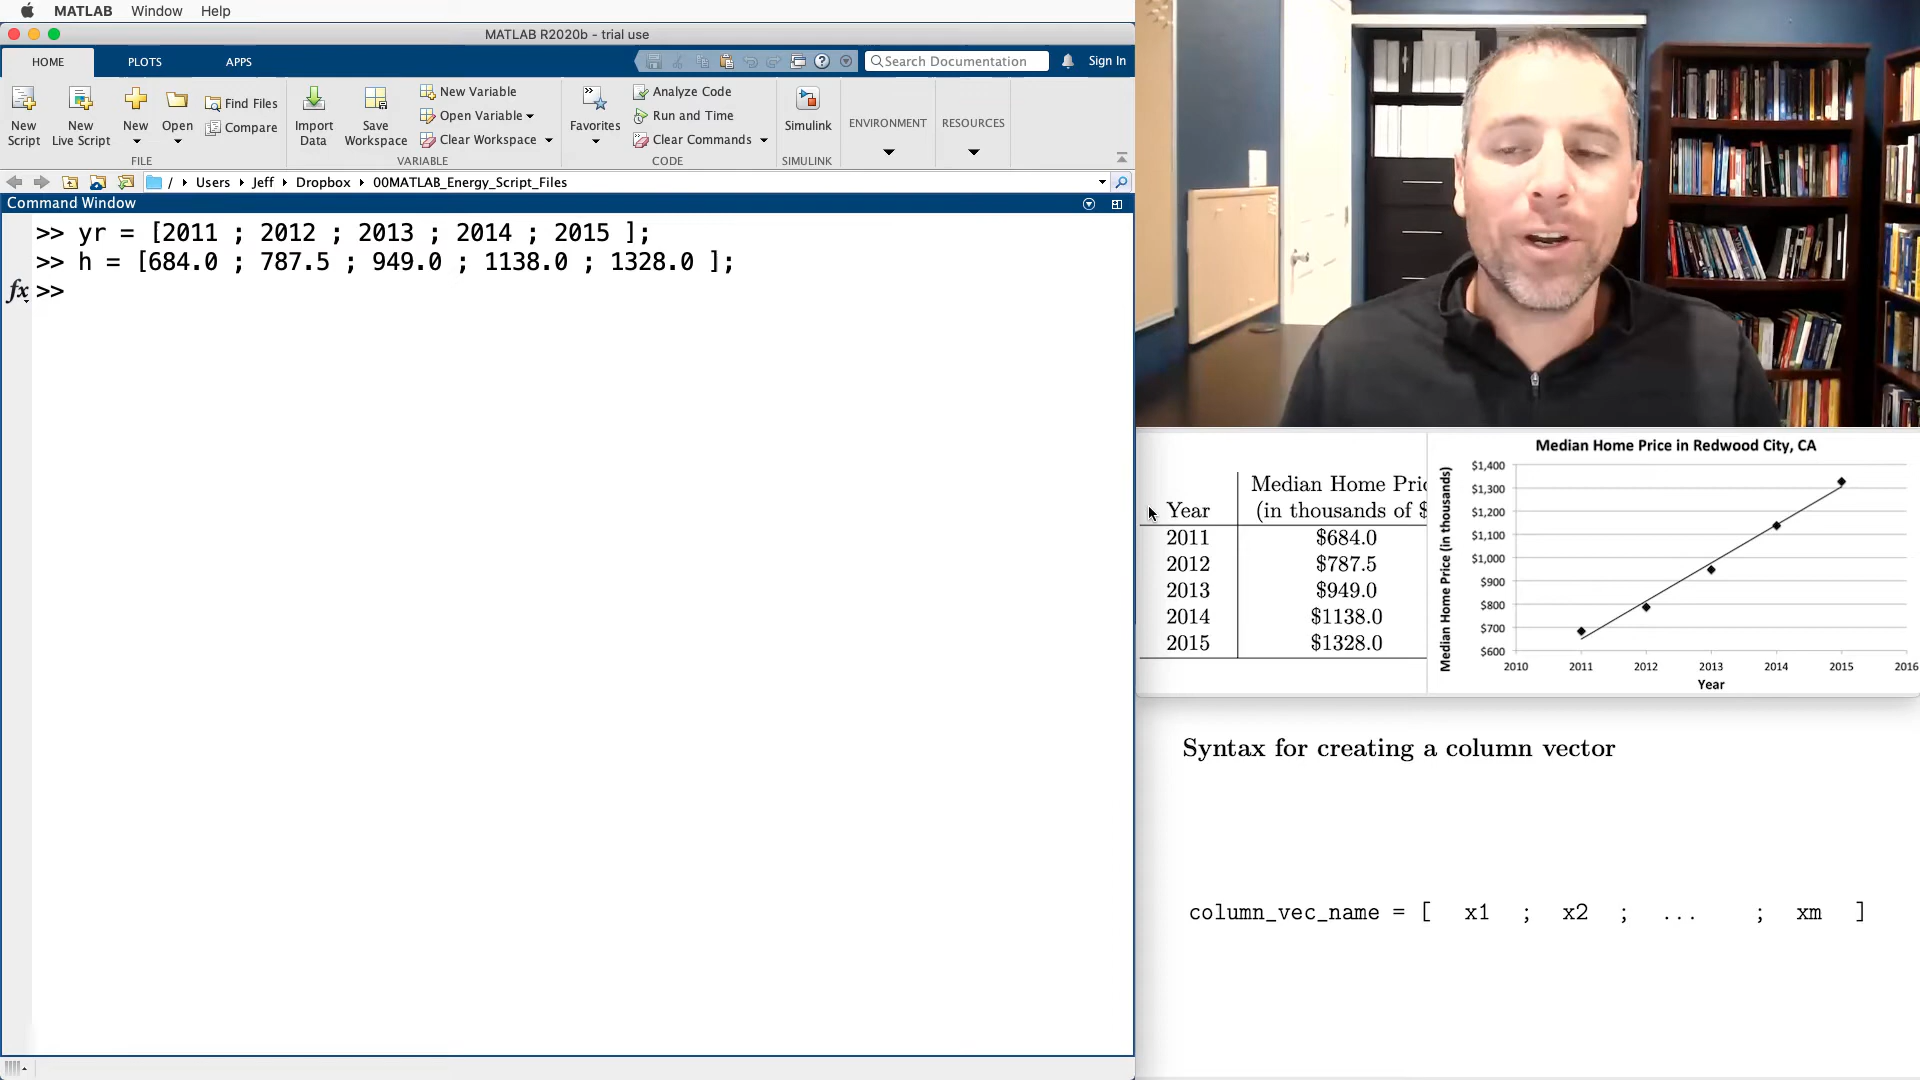 MATLAB Window Help
MATLAB R2020b - trial use
HOME PLOTS APPS
Search Documentation
Sign In
New Script
New Live Script
New
Open
Find Files
Compare
FILE
Import Data
Save Workspace
New Variable
Open Variable
Clear Workspace
VARIABLE
Favorites
Analyze Code
Run and Time
Clear Commands
CODE
Simulink
SIMULINK
ENVIRONMENT
RESOURCES
/ Users Jeff Dropbox 00MATLAB_Energy_Script_Files
Command Window
>> yr = [2011 ; 2012 ; 2013 ; 2014 ; 2015 ];
>> h = [684.0 ; 787.5 ; 949.0 ; 1138.0 ; 1328.0 ];
fx >>
Median Home Pric
Year (in thousands of $
2011 $684.0
2012 $787.5
2013 $949.0
2014 $1138.0
2015 $1328.0
Median Home Price in Redwood City, CA
Median Home Price (in thousands)
$1,400
$1,300
$1,200
$1,100
$1,000
$900
$800
$700
$600
2010 2011 2012 2013 2014 2015 2016
Year
Syntax for creating a column vector
column_vec_name = [ x1 ; x2 ; ... ; xm ]